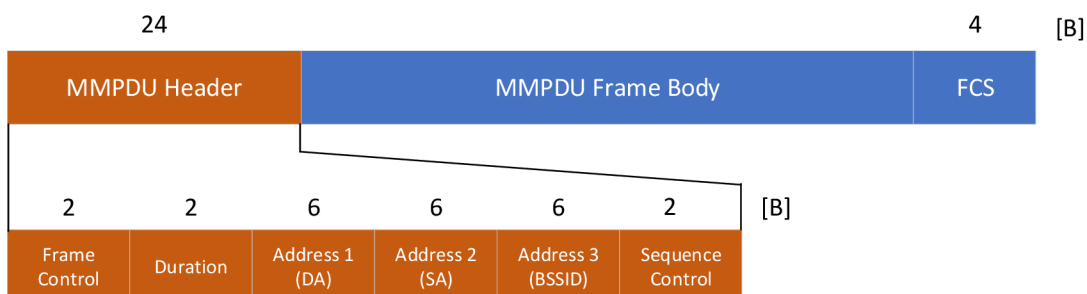 24 4 [B]
MMPDU Header MMPDU Frame Body FCS
2 2 6 6 6 2 [B]
Frame Control Duration Address 1 (DA) Address 2 (SA) Address 3 (BSSID) Sequence Control